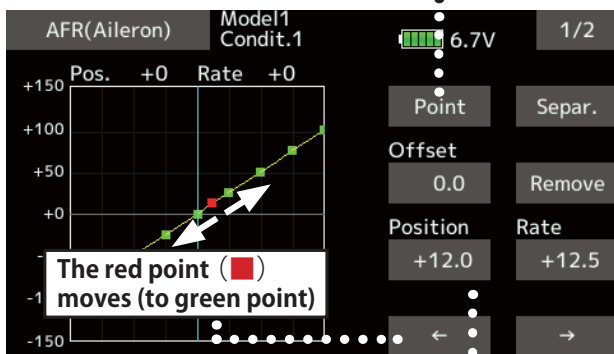 AFR(Aileron)
Model1
Condit.1
6.7V
1/2
Pos. +0 Rate +0
+150
+100
+50
+0
-
-1
-150
The red point (■)
moves (to green point)
Point
Separ.
Offset
0.0
Remove
Position
Rate
+12.0
+12.5
←
→